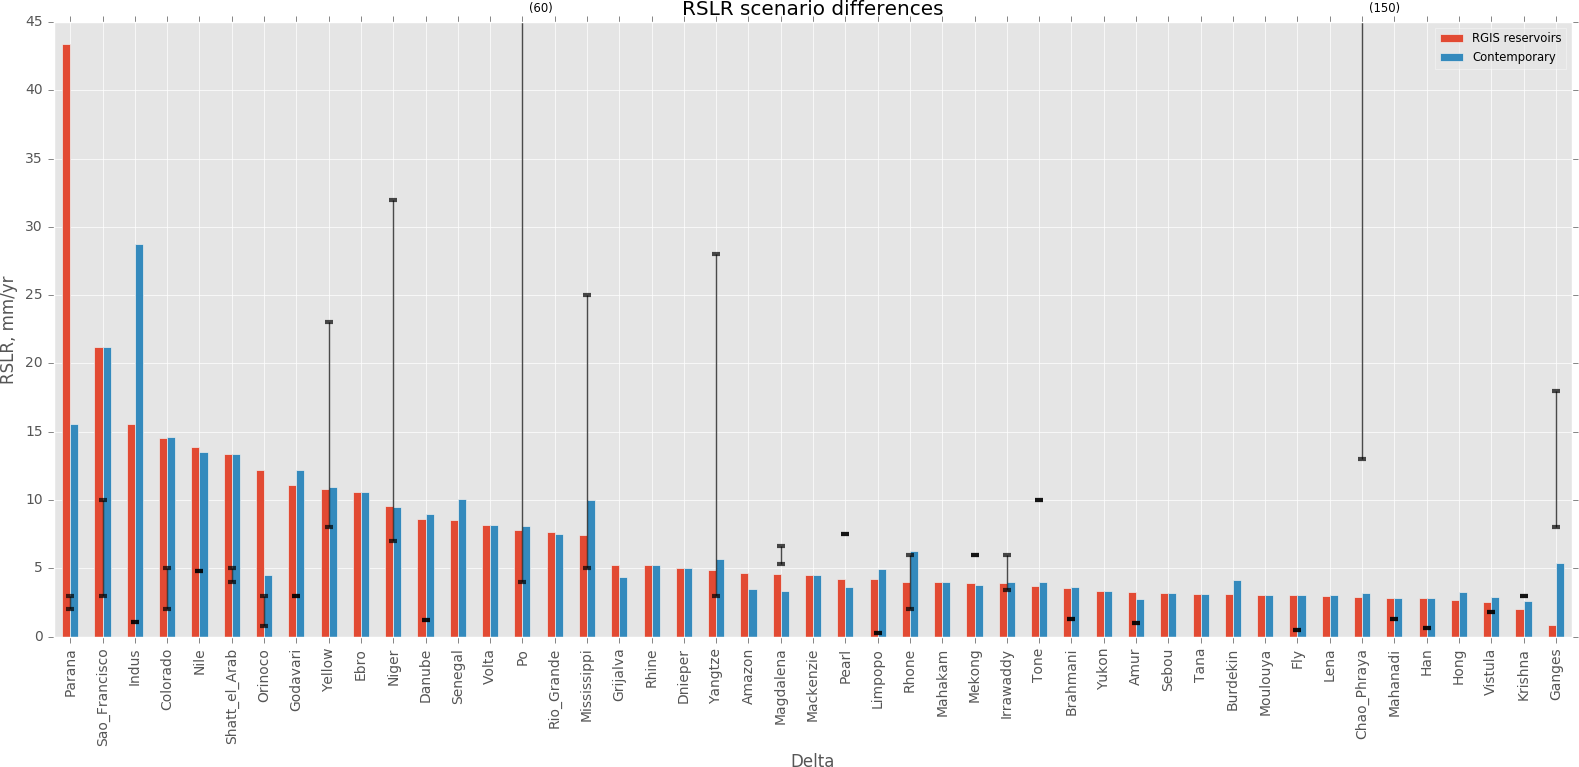 RSLR scenario differences
(60)
(150)
RGIS reservoirs
Contemporary
RSLR, mm/yr
45
40
35
30
25
20
15
10
5
0
Parana
Sao_Francisco
Indus
Colorado
Nile
Shatt_el_Arab
Orinoco
Godavari
Yellow
Ebro
Niger
Danube
Senegal
Volta
Po
Rio_Grande
Mississippi
Grijalva
Rhine
Dnieper
Yangtze
Amazon
Magdalena
Mackenzie
Pearl
Limpopo
Rhone
Mahakam
Mekong
Irrawaddy
Tone
Brahmani
Yukon
Amur
Sebou
Tana
Burdekin
Moulouya
Fly
Lena
Chao_Phraya
Mahanadi
Han
Hong
Vistula
Krishna
Ganges
Delta